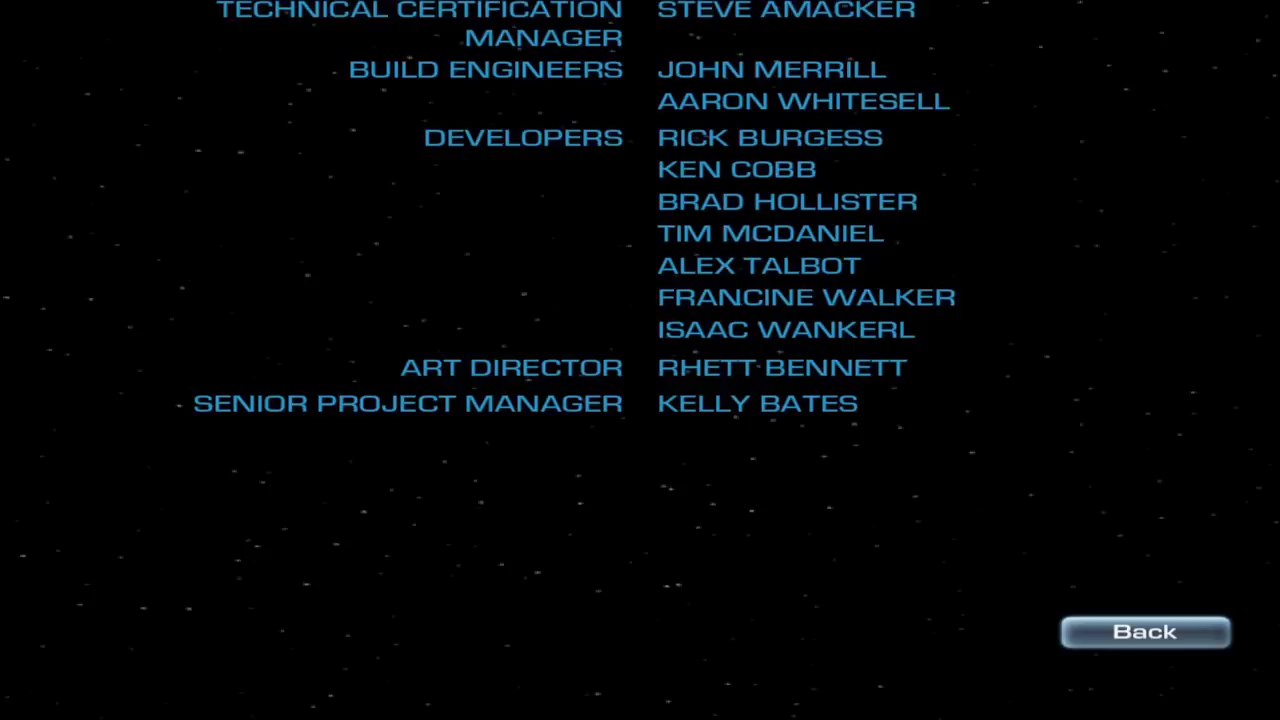 TECHNICAL CERTIFICATION STEVE AMACKER
MANAGER
BUILD ENGINEERS JOHN MERRILL
AARON WHITESELL
DEVELOPERS RICK BURGESS
KEN COBB
BRAD HOLLISTER
TIM MCDANIEL
ALEX TALBOT
FRANCINE WALKER
ISAAC WANKERL
ART DIRECTOR RHETT BENNETT
SENIOR PROJECT MANAGER KELLY BATES
Back